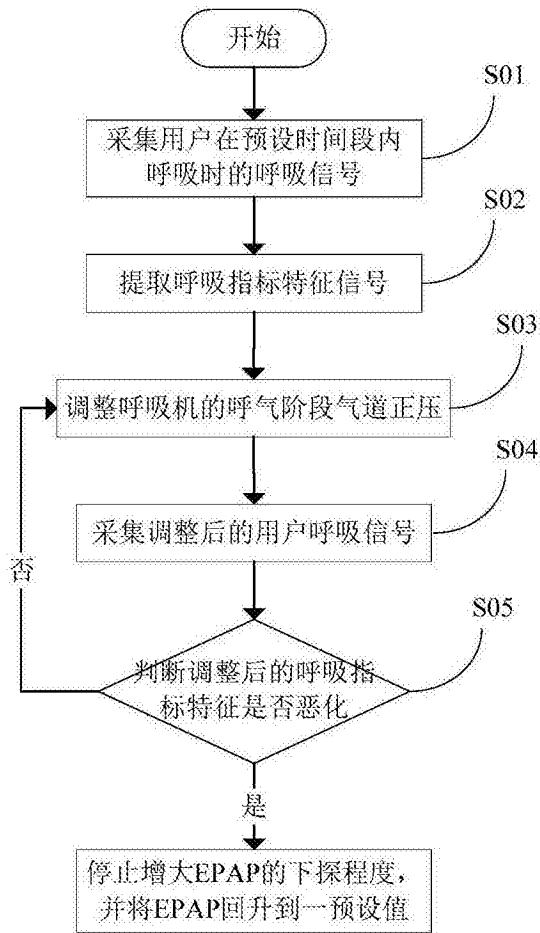 开始
S01
采集用户在预设时间段内
呼吸时的呼吸信号
S02
提取呼吸指标特征信号
S03
调整呼吸机的呼气阶段气道正压
S04
采集调整后的用户呼吸信号
否
S05
判断调整后的呼吸指
标特征是否恶化
是
停止增大EPAP的下探程度，
并将EPAP回升到一预设值